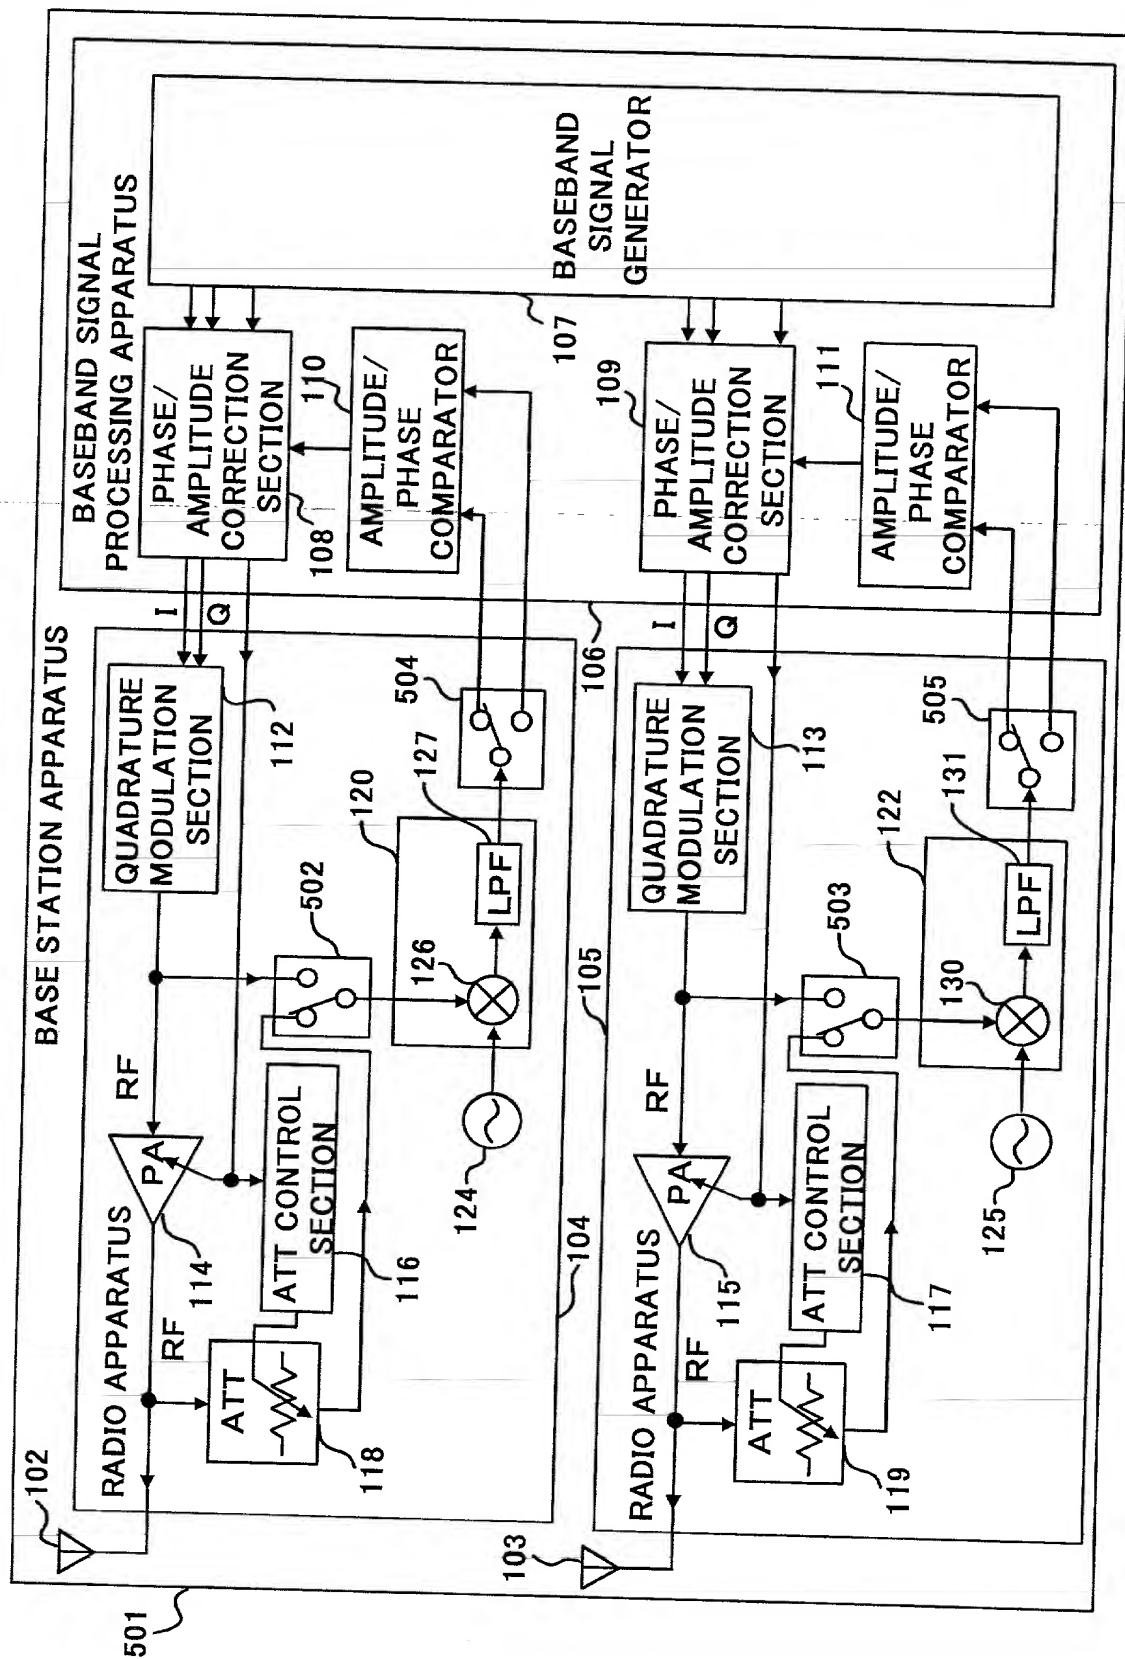 BASE STATION APPARATUS
501
102
RADIO APPARATUS
QUADRATURE
MODULATION
SECTION
112
I
Q
RF
PA
114
RF
ATT
118
ATT CONTROL
SECTION
116
502
120
126
127
LPF
124
504
104
BASEBAND SIGNAL
PROCESSING APPARATUS
PHASE/
AMPLITUDE
CORRECTION
SECTION
108
110
AMPLITUDE/
PHASE
COMPARATOR
BASEBAND
SIGNAL
GENERATOR
107
106
109
PHASE/
AMPLITUDE
CORRECTION
SECTION
111
AMPLITUDE/
PHASE
COMPARATOR
103
RADIO APPARATUS
105
QUADRATURE
MODULATION
SECTION
113
I
Q
RF
PA
115
RF
ATT
119
ATT CONTROL
SECTION
117
503
122
130
131
LPF
125
505